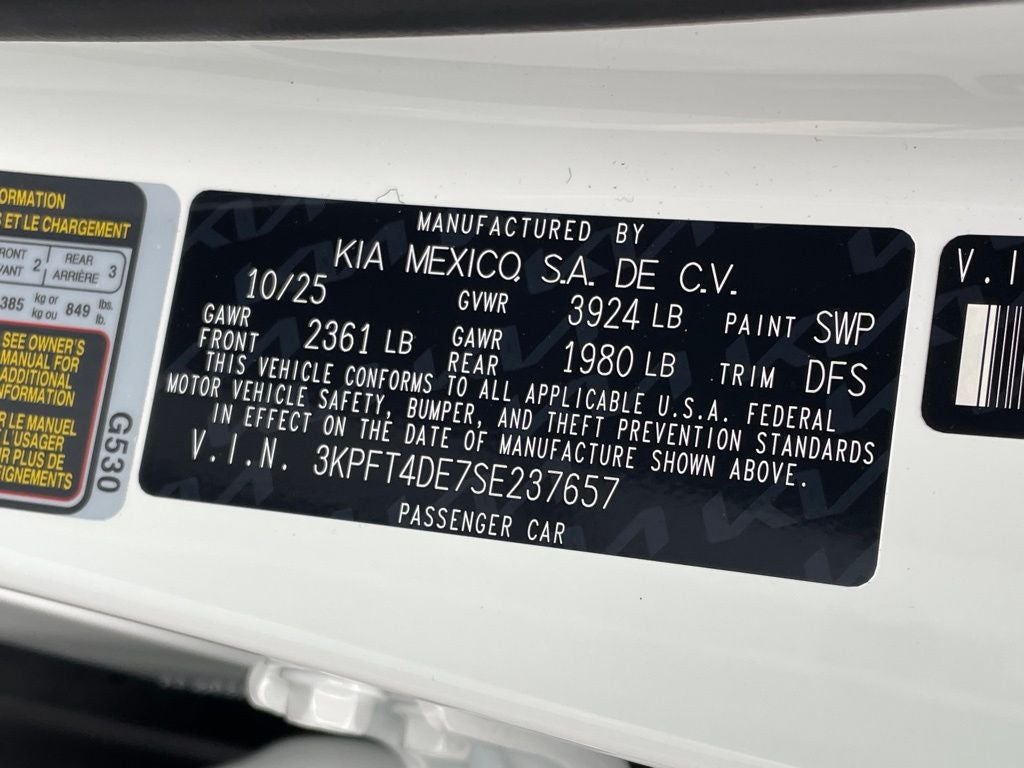 ORMATION
ET LE CHARGEMENT
2
REAR
ARRIÈRE
3
385
kg or
kg ou
849
lbs.
lb.
SEE OWNER'S
MANUAL FOR
ADDITIONAL
INFORMATION
R LE MANUEL
L'USAGER
R PLUS DE
EIGNEMENTS
G530
MANUFACTURED BY
KIA MEXICO, S.A. DE C.V.
10/25 GVWR 3924 LB PAINT SWP
GAWR FRONT 2361 LB GAWR REAR 1980 LB TRIM DFS
THIS VEHICLE CONFORMS TO ALL APPLICABLE U.S.A. FEDERAL
MOTOR VEHICLE SAFETY, BUMPER, AND THEFT PREVENTION STANDARDS
IN EFFECT ON THE DATE OF MANUFACTURE SHOWN ABOVE.
V.I.N. 3KPFT4DE7SE237657
PASSENGER CAR
V.I